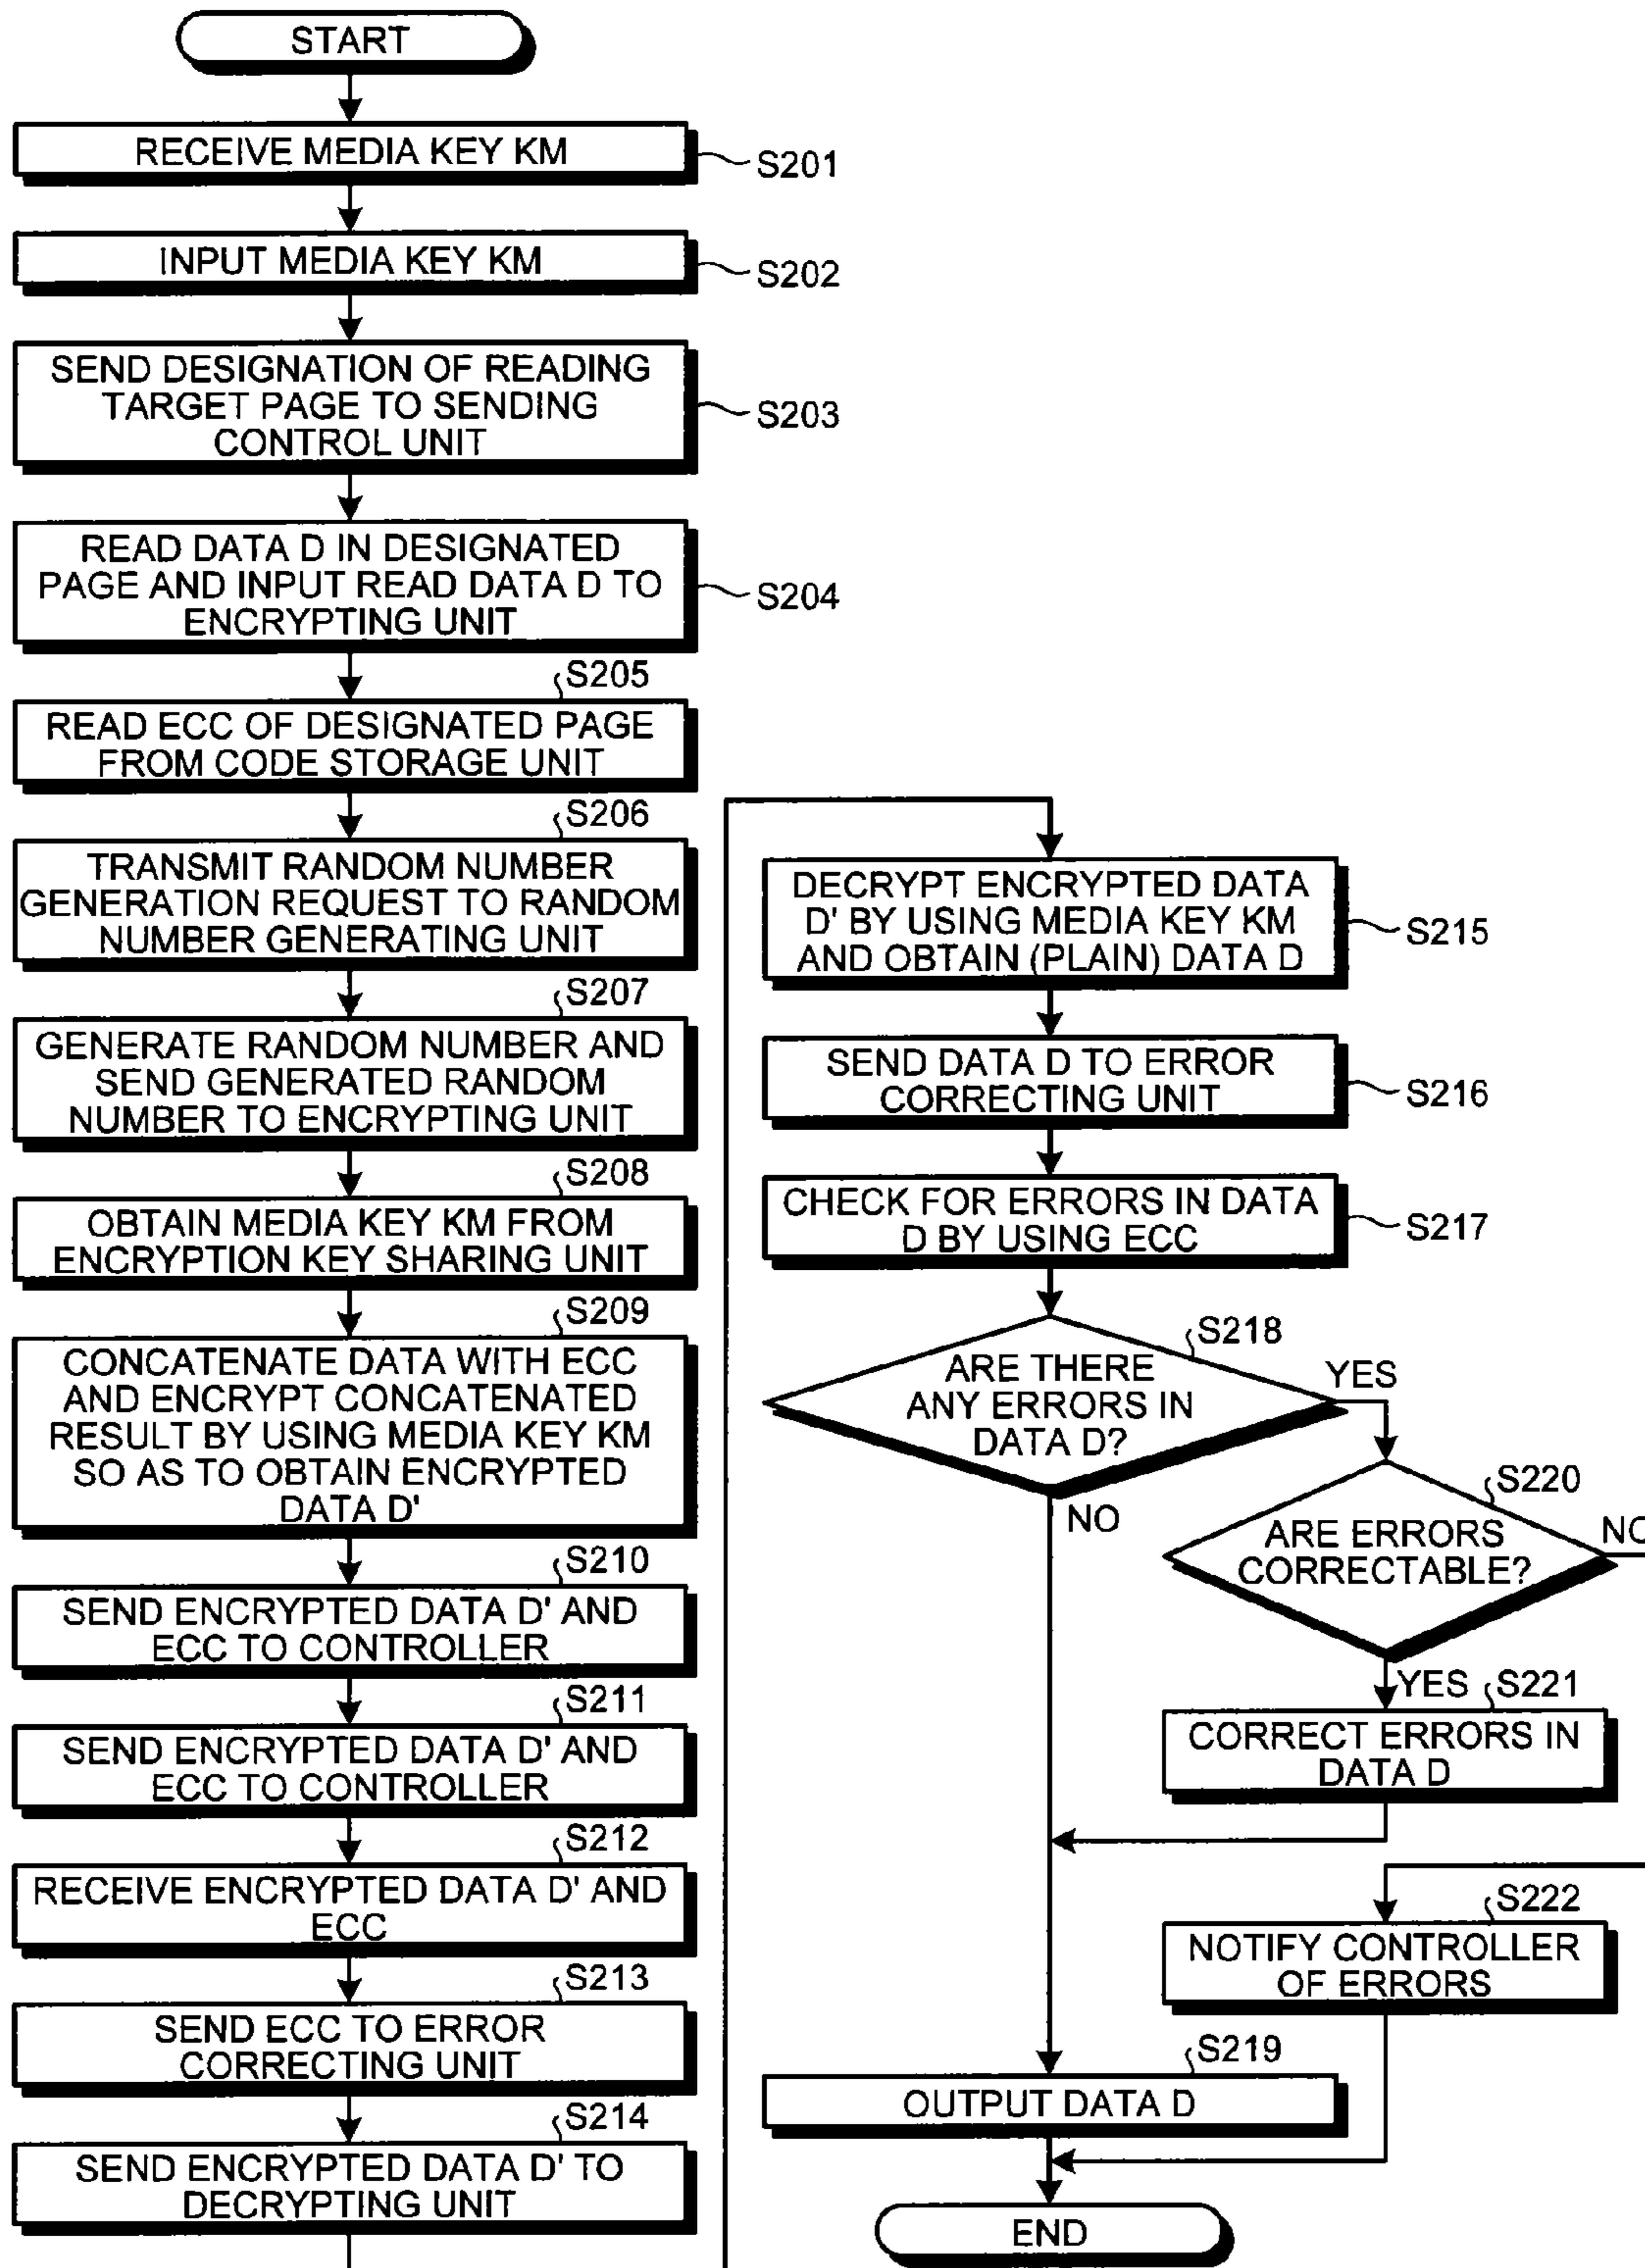 START
RECEIVE MEDIA KEY KM
S201
INPUT MEDIA KEY KM
S202
SEND DESIGNATION OF READING
TARGET PAGE TO SENDING
CONTROL UNIT
S203
READ DATA D IN DESIGNATED
PAGE AND INPUT READ DATA D TO
ENCRYPTING UNIT
S204
S205
READ ECC OF DESIGNATED PAGE
FROM CODE STORAGE UNIT
S206
TRANSMIT RANDOM NUMBER
GENERATION REQUEST TO RANDOM
NUMBER GENERATING UNIT
S207
GENERATE RANDOM NUMBER AND
SEND GENERATED RANDOM
NUMBER TO ENCRYPTING UNIT
S208
OBTAIN MEDIA KEY KM FROM
ENCRYPTION KEY SHARING UNIT
S209
CONCATENATE DATA WITH ECC
AND ENCRYPT CONCATENATED
RESULT BY USING MEDIA KEY KM
SO AS TO OBTAIN ENCRYPTED
DATA D'
S210
SEND ENCRYPTED DATA D' AND
ECC TO CONTROLLER
S211
SEND ENCRYPTED DATA D' AND
ECC TO CONTROLLER
S212
RECEIVE ENCRYPTED DATA D' AND
ECC
S213
SEND ECC TO ERROR
CORRECTING UNIT
S214
SEND ENCRYPTED DATA D' TO
DECRYPTING UNIT
DECRYPT ENCRYPTED DATA
D' BY USING MEDIA KEY KM
AND OBTAIN (PLAIN) DATA D
S215
SEND DATA D TO ERROR
CORRECTING UNIT
S216
CHECK FOR ERRORS IN DATA
D BY USING ECC
S217
S218
ARE THERE
ANY ERRORS IN
DATA D?
YES
NO
S220
ARE ERRORS
CORRECTABLE?
NO
YES
S221
CORRECT ERRORS IN
DATA D
S222
NOTIFY CONTROLLER
OF ERRORS
S219
OUTPUT DATA D
END